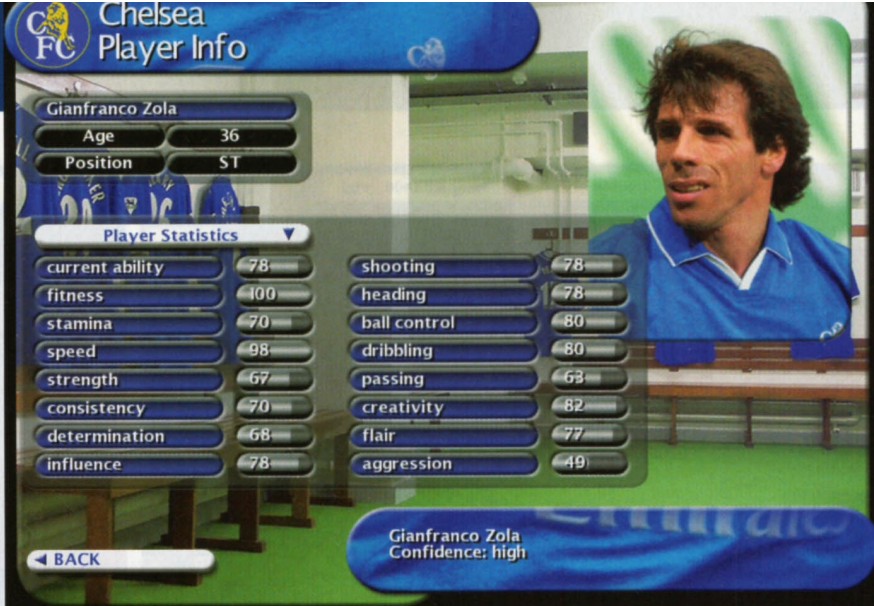 CFC
Chelsea
Player Info
Gianfranco Zola
Age 36
Position ST
Player Statistics
current ability 78
fitness 100
stamina 70
speed 98
strength 67
consistency 70
determination 68
influence 78
shooting 78
heading 78
ball control 80
dribbling 80
passing 63
creativity 82
flair 77
aggression 49
Emirates
Gianfranco Zola
Confidence: high
BACK